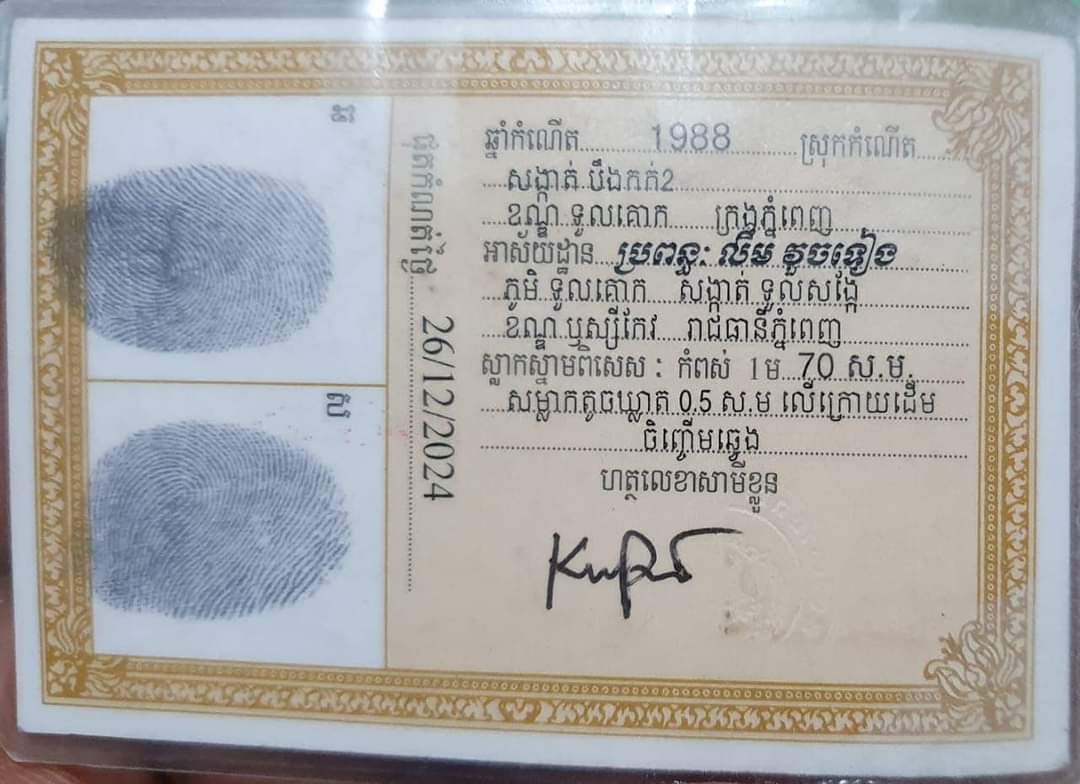 ឆ្នាំកំណើត 1988 ស្រុកកំណើត
សង្កាត់ បឹងកក់2
ខណ្ឌ ទួលគោក ក្រុងភ្នំពេញ
អាស័យដ្ឋាន ប្រពន្ធៈ លឹម ខួចទៀង
ភូមិ ទួលគោក សង្កាត់ ទួលសង្កែ
ខណ្ឌ ឫស្សីកែវ រាជធានីភ្នំពេញ
ស្លាកស្នាមពិសេស : កំពស់ 1ម 70 ស.ម.
សម្លាកតូចឃ្លាត 0.5 ស.ម លើក្រោយដើម
ចិញ្ចើមឆ្វេង
ហត្ថលេខាសាមីខ្លួន
ផុតកំណត់ថ្ងៃ 26/12/2024
ធ
ស